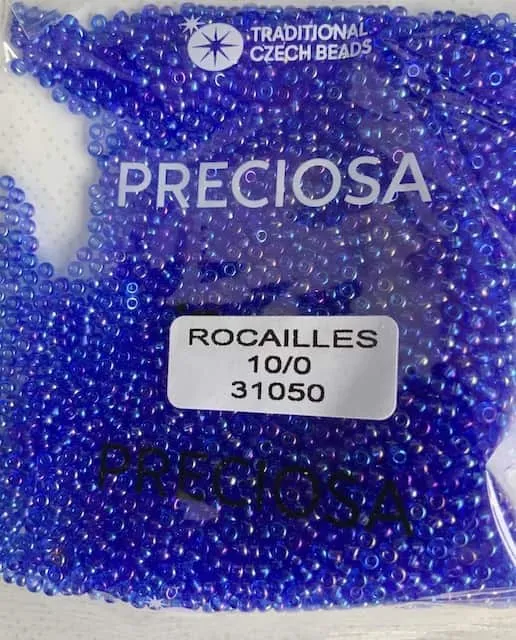 TRADITIONAL
CZECH BEADS
PRECIOSA
ROCAILLES
10/0
31050
PRECIOSA